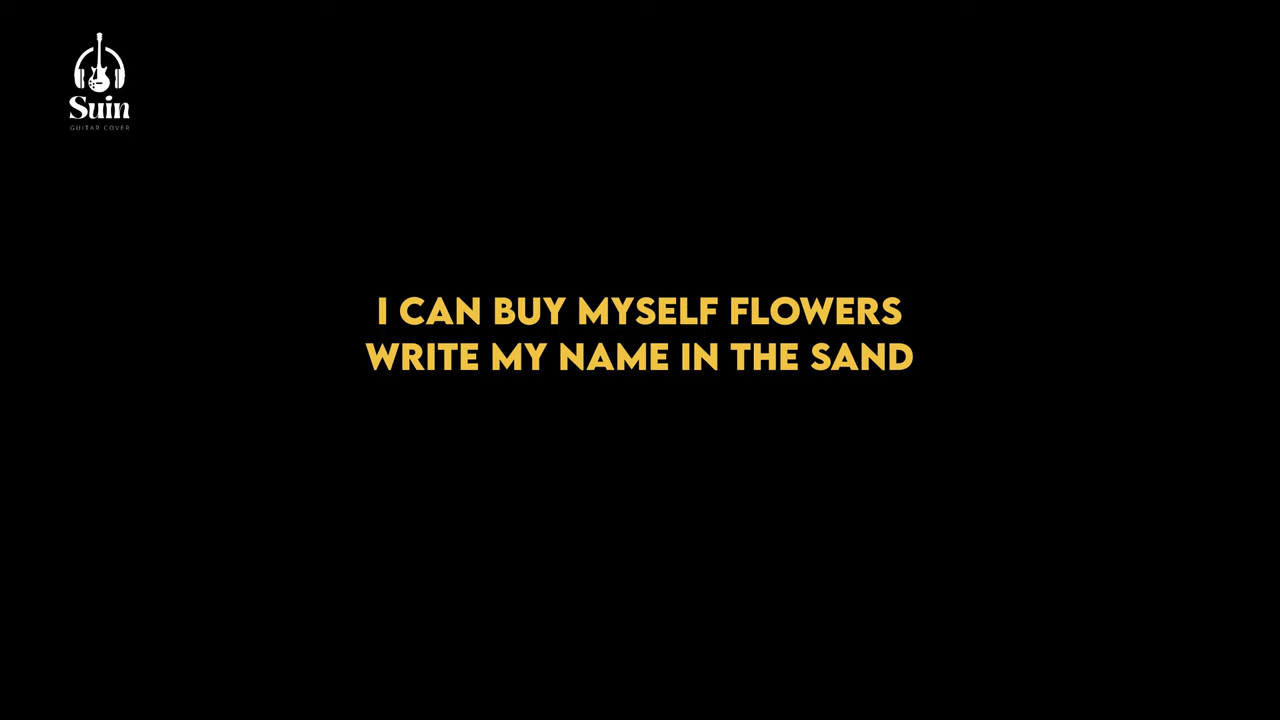 Suin
GUITAR COVER
I CAN BUY MYSELF FLOWERS
WRITE MY NAME IN THE SAND